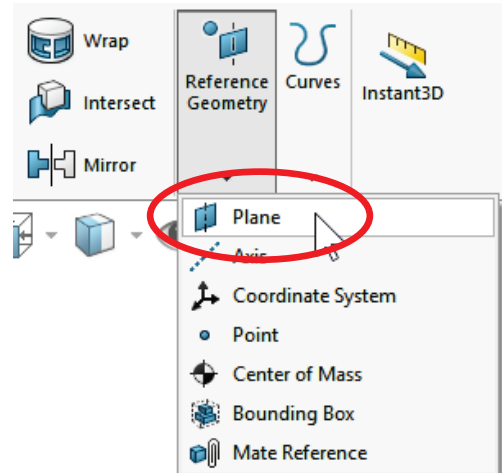 Wrap
Intersect
Mirror
Reference
Geometry
Curves
Instant3D
Plane
Axis
Coordinate System
Point
Center of Mass
Bounding Box
Mate Reference